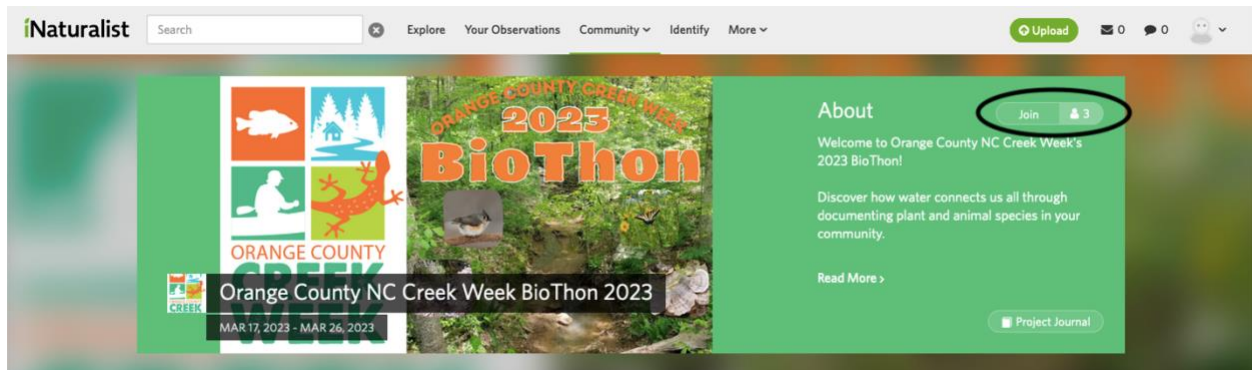 iNaturalist
Search
Explore Your Observations Community Identify More
Upload 0 0
ORANGE COUNTY CREEK WEEK
2023
BioThon
ORANGE COUNTY
CREEK
WEEK
CREEK
Orange County NC Creek Week BioThon 2023
MAR 17, 2023 - MAR 26, 2023
About
Join 3
Welcome to Orange County NC Creek Week's
2023 BioThon!
Discover how water connects us all through
documenting plant and animal species in your
community.
Read More >
Project Journal